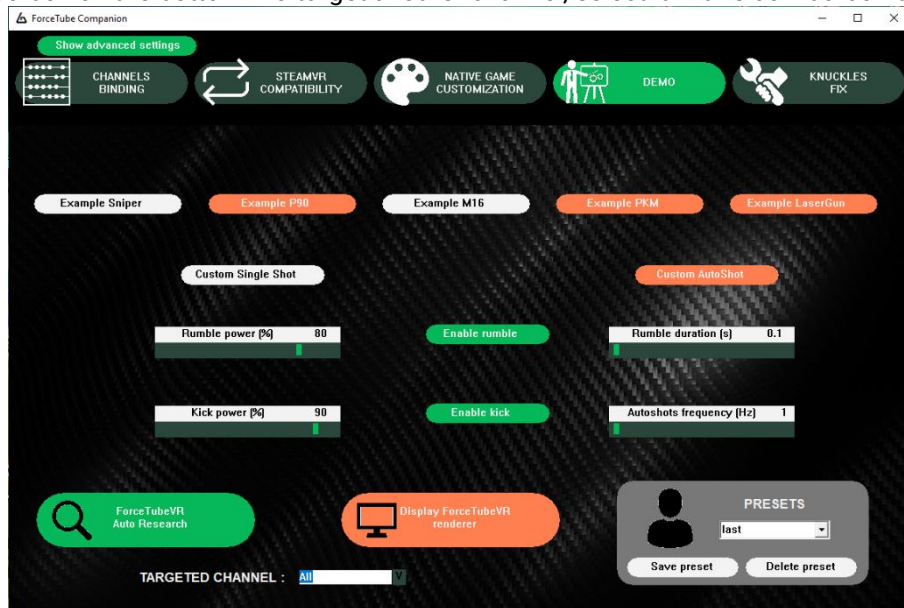 ForceTube Companion
Show advanced settings
CHANNELS
BINDING
STEAMVR
COMPATIBILITY
NATIVE GAME
CUSTOMIZATION
DEMO
KNUCKLES
FIX
Example Sniper
Example P90
Example M16
Example PKM
Example LaserGun
Custom Single Shot
Custom AutoShot
Rumble power (%) 80
Enable rumble
Rumble duration (s) 0.1
Kick power (%) 90
Enable kick
Autoshots frequency (Hz) 1
ForceTubeVR
Auto Research
Display ForceTubeVR
renderer
PRESETS
last
Save preset
Delete preset
TARGETED CHANNEL : All V